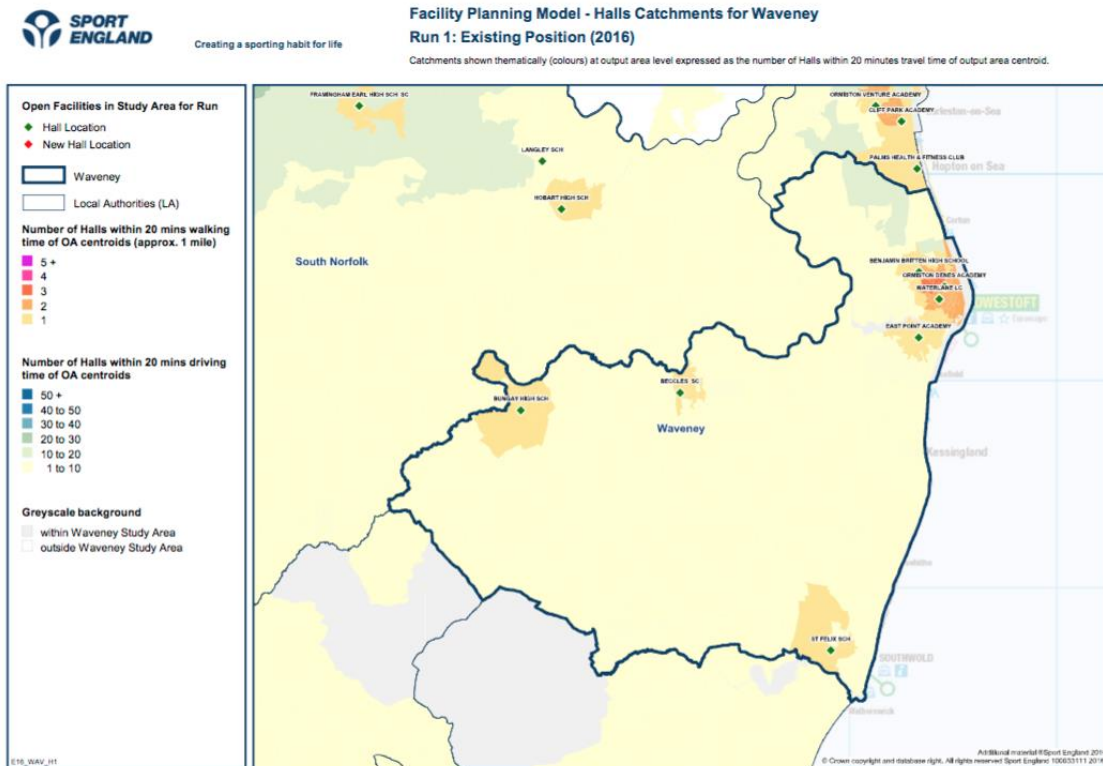 SPORT
ENGLAND
Creating a sporting habit for life
Facility Planning Model - Halls Catchments for Waveney
Run 1: Existing Position (2016)
Catchments shown thematically (colours) at output area level expressed as the number of Halls within 20 minutes travel time of output area centroid.
Open Facilities in Study Area for Run
Hall Location
New Hall Location
Waveney
Local Authorities (LA)
Number of Halls within 20 mins walking
time of OA centroids (approx. 1 mile)
5 +
4
3
2
1
Number of Halls within 20 mins driving
time of OA centroids
50 +
40 to 50
30 to 40
20 to 30
10 to 20
1 to 10
Greyscale background
within Waveney Study Area
outside Waveney Study Area
E16_WAV_H1
FRAMINGHAM EARL HIGH SCH SC
ORMISTON VENTURE ACADEMY
CLIFF PARK ACADEMY
LANGLEY SCH
PALMS HEALTH & FITNESS CLUB
Hopton on Sea
HOBART HIGH SCH
South Norfolk
BENJAMIN BRITTEN HIGH SCHOOL
ORMISTON DENES ACADEMY
WATERLANE LC
OWESTOFT
EAST POINT ACADEMY
BECCLES SC
BUNGAY HIGH SCH
Waveney
Kessingland
ST FELIX SCH
SOUTHWOLD
Walberswick
Additional material ©Sport England 201
© Crown copyright and database right. All rights reserved Sport England 100033111 2016